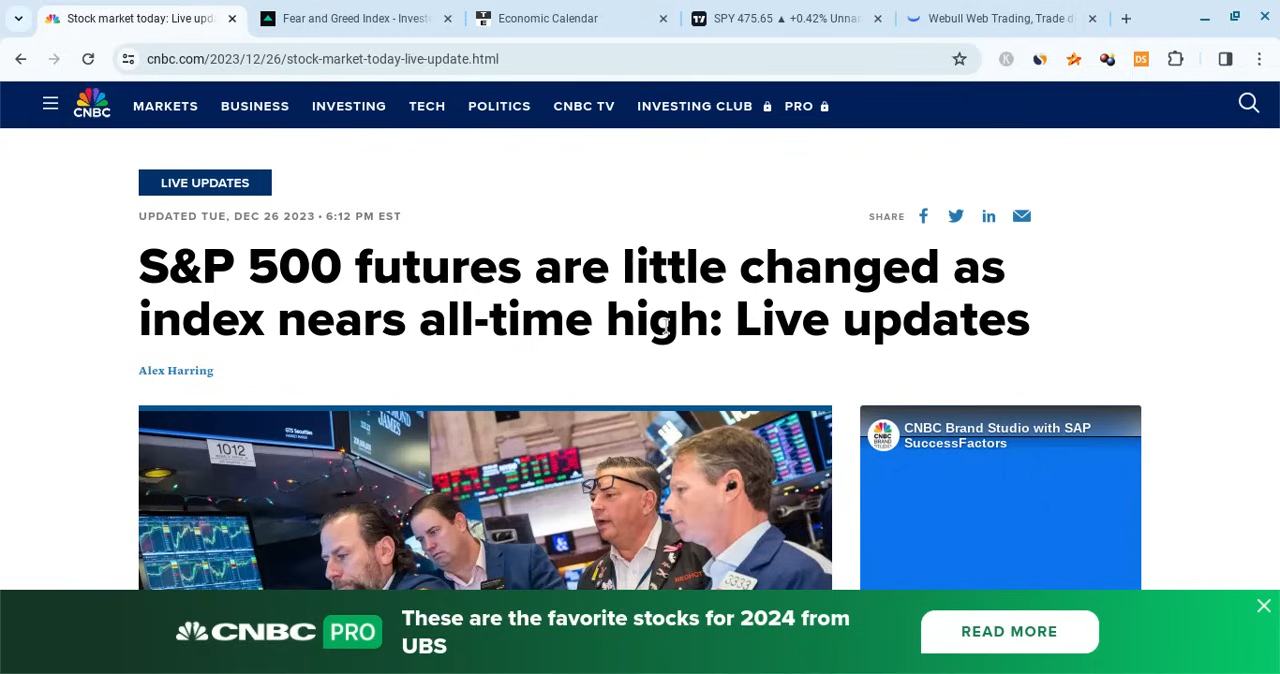 Stock market today: Live upd
Fear and Greed Index - Invest
Economic Calendar
SPY 475.65 ▲ +0.42% Unna
Webull Web Trading, Trade d
cnbc.com/2023/12/26/stock-market-today-live-update.html
CNBC
MARKETS BUSINESS INVESTING TECH POLITICS CNBC TV INVESTING CLUB PRO
LIVE UPDATES
UPDATED TUE, DEC 26 2023 • 6:12 PM EST
SHARE
S&P 500 futures are little changed as
index nears all-time high: Live updates
Alex Harring
1012
3333
CNBC Brand Studio with SAP
SuccessFactors
CNBC PRO
These are the favorite stocks for 2024 from
UBS
READ MORE